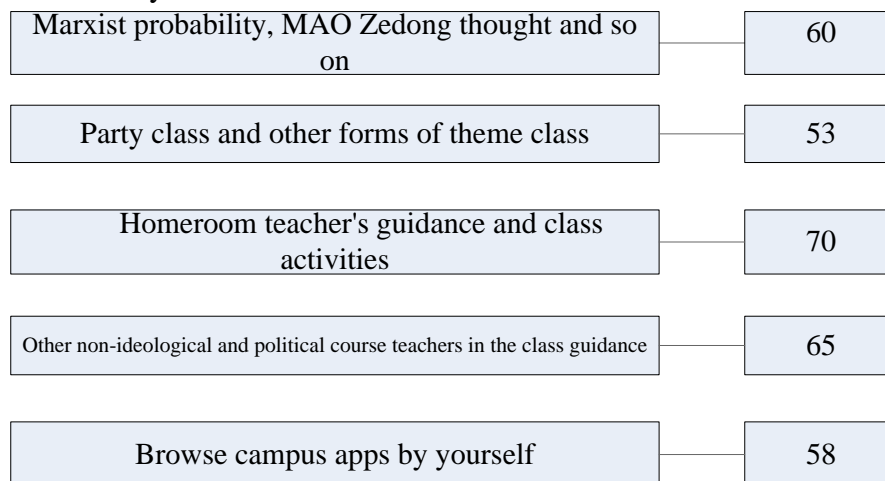 Marxist probability, MAO Zedong thought and so
on
60
Party class and other forms of theme class
53
Homeroom teacher's guidance and class
activities
70
Other non-ideological and political course teachers in the class guidance
65
Browse campus apps by yourself
58